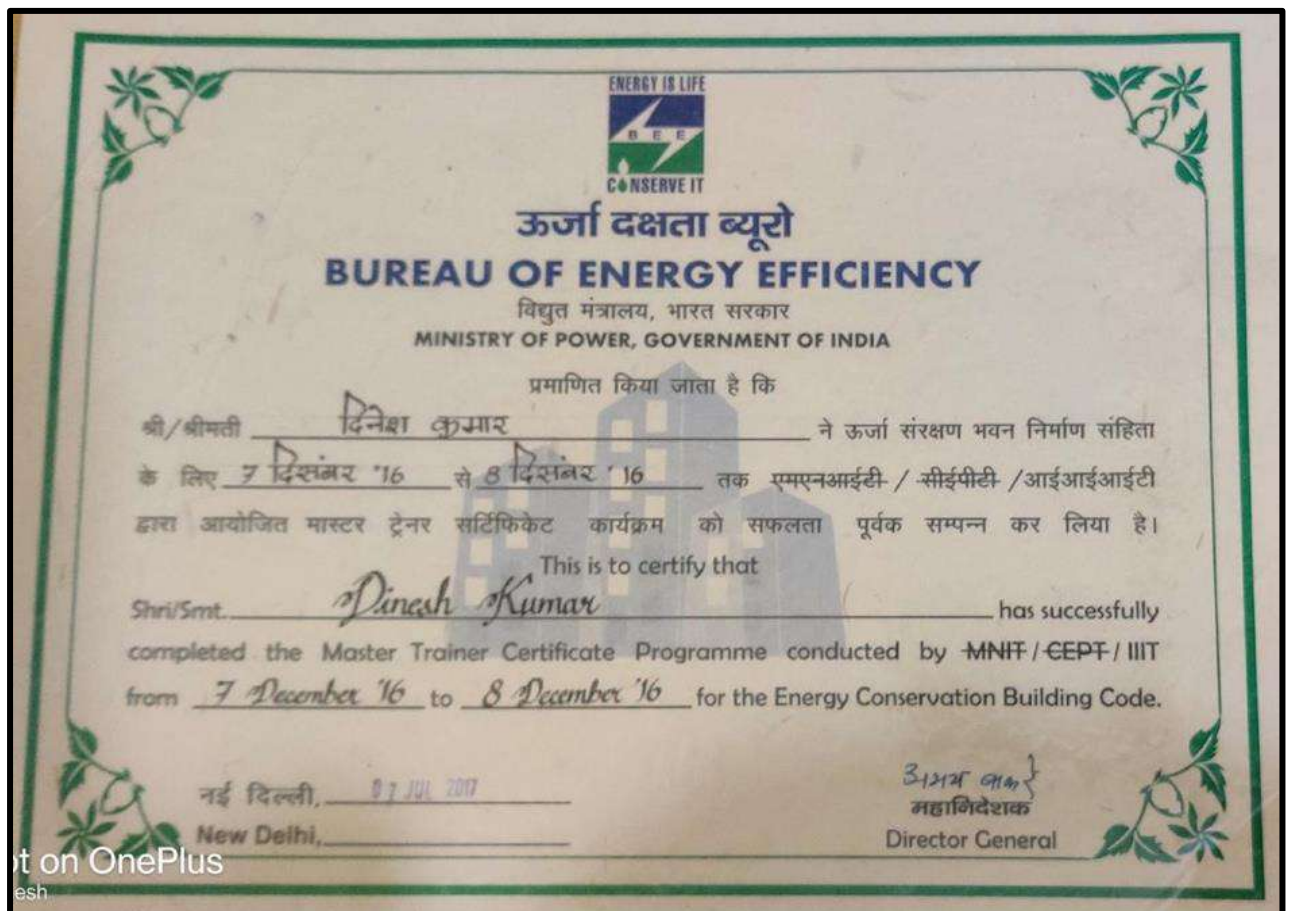 ENERGY IS LIFE
BEE
CONSERVE IT
ऊर्जा दक्षता ब्यूरो
BUREAU OF ENERGY EFFICIENCY
विद्युत मंत्रालय, भारत सरकार
MINISTRY OF POWER, GOVERNMENT OF INDIA
प्रमाणित किया जाता है कि
श्री/श्रीमती दिनेश कुमार ने ऊर्जा संरक्षण भवन निर्माण संहिता
के लिए 7 दिसंबर '16 से 8 दिसंबर '16 तक एमएनआईटी / सीईपीटी /आईआईआईटी
द्वारा आयोजित मास्टर ट्रेनर सर्टिफिकेट कार्यक्रम को सफलता पूर्वक सम्पन्न कर लिया है।
This is to certify that
Shri/Smt. Dinesh Kumar has successfully
completed the Master Trainer Certificate Programme conducted by MNIT / CEPT / IIIT
from 7 December '16 to 8 December '16 for the Energy Conservation Building Code.
नई दिल्ली, 07 JUL 2017
New Delhi,
अभय बाकरे
महानिदेशक
Director General
ot on OnePlus
esh